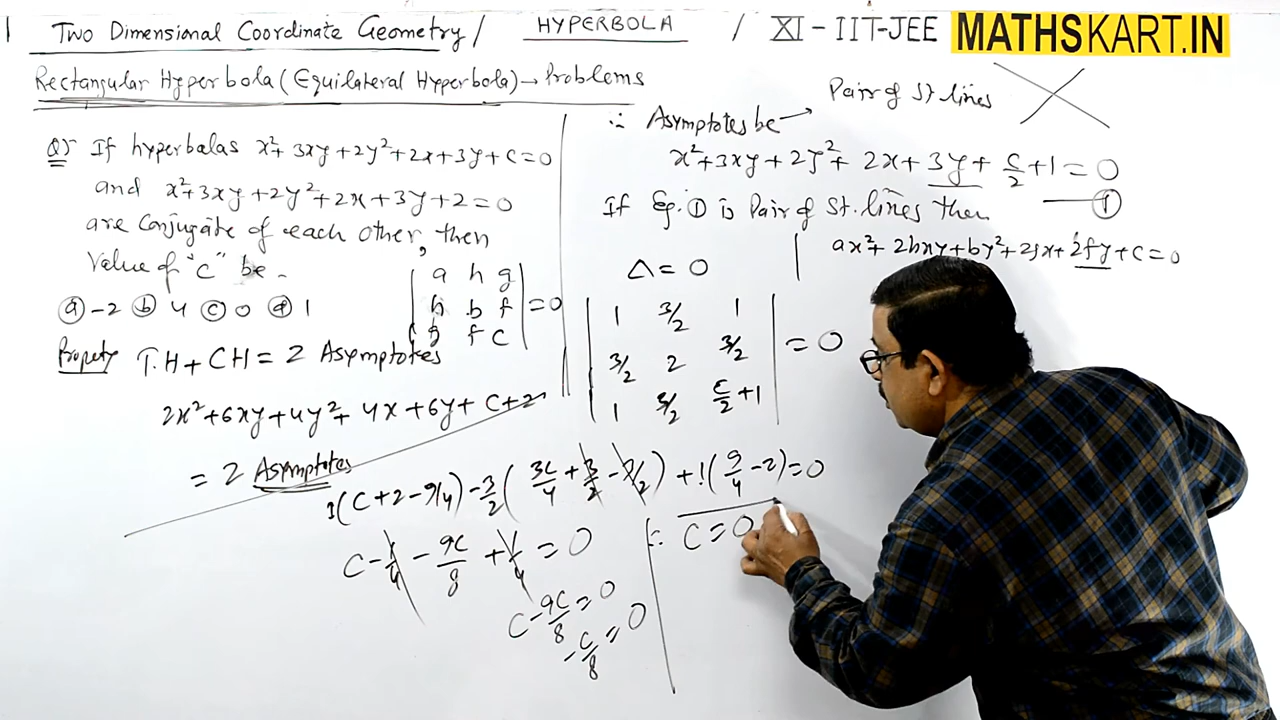 1 Two Dimensional Coordinate Geometry / HYPERBOLA / XI - IIT-JEE MATHSKART.IN
Rectangular Hyperbola (Equilateral Hyperbola) → Problems
Q) If hyperbalas x²+3xy+2y²+2x+3y+c=0
and x²+3xy+2y²+2x+3y+2=0
are Conjugate of each other, then
Value of "c" be -
ⓐ -2 ⓑ 4 ⓒ 0 ⓓ 1
| a h g |
| h b f | = 0
| g f c |
Property T.H + CH = 2 Asymptotes
2x²+6xy+4y²+4x+6y+c+2
= 2 Asymptotes
∴ Asymptotes be → Pair of St. lines
x²+3xy+2y²+2x+3y+c/2+1=0 — ①
If Eq. ① is Pair of St. lines then
Δ = 0 | ax²+2hxy+by²+2gx+2fy+c=0
| 1 3/2 1 |
| 3/2 2 3/2 | = 0
| 1 3/2 c/2+1 |
1(c+2-9/4) - 3/2(3c/4+3/2-3/2) + 1(9/4-2)=0
c-1/4-9c/8+1/4=0
c-9c/8=0
-c/8=0
∴ c=0